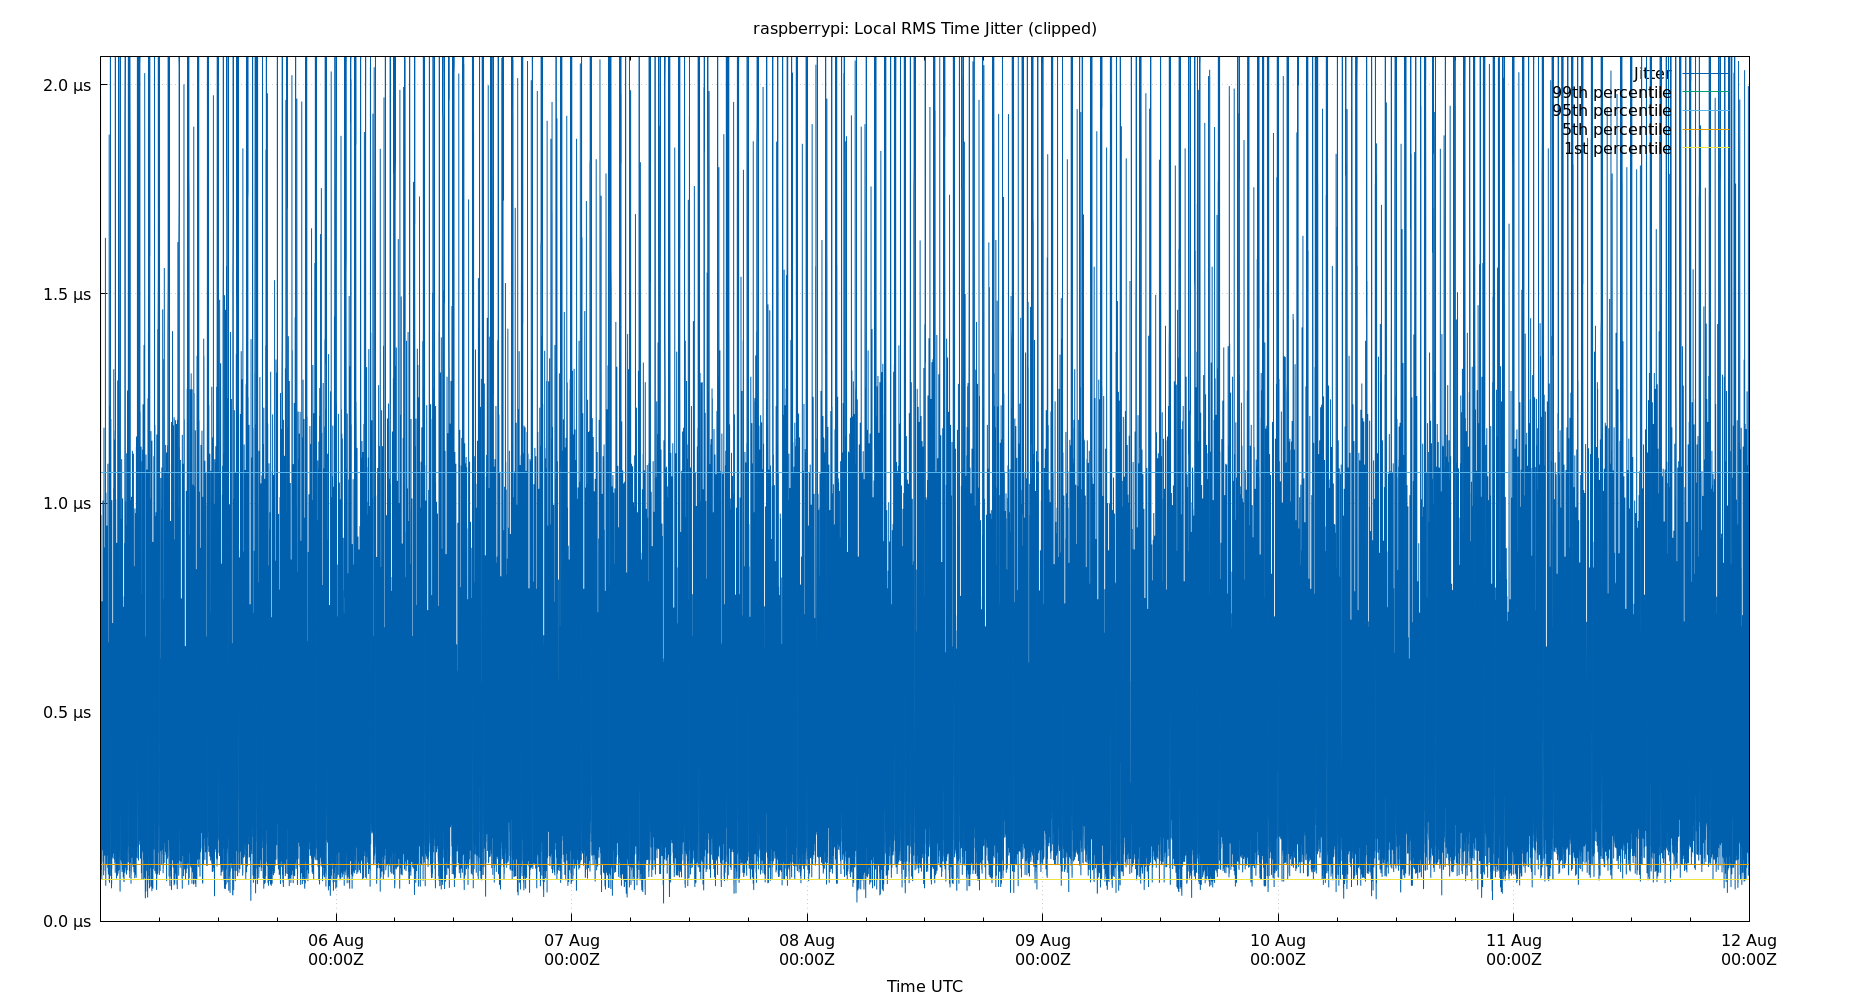 raspberrypi: Local RMS Time Jitter (clipped)
2.0 μs
1.5 μs
1.0 μs
0.5 μs
0.0 μs
Jitter
99th percentile
95th percentile
5th percentile
1st percentile
06 Aug
00:00Z
07 Aug
00:00Z
08 Aug
00:00Z
09 Aug
00:00Z
10 Aug
00:00Z
11 Aug
00:00Z
12 Aug
00:00Z
Time UTC